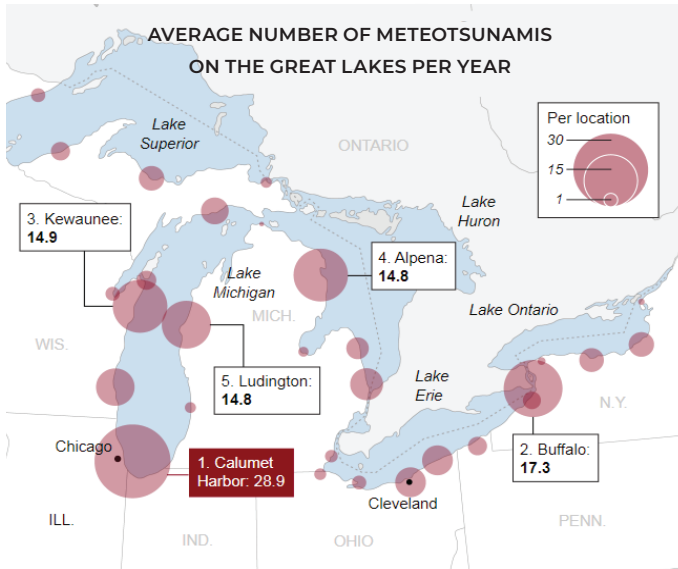 AVERAGE NUMBER OF METEOTSUNAMIS
ON THE GREAT LAKES PER YEAR
Per location
30
15
1
Lake
Superior
ONTARIO
Lake
Huron
3. Kewaunee:
14.9
4. Alpena:
14.8
Lake
Michigan
MICH.
Lake Ontario
WIS.
5. Ludington:
14.8
Lake
Erie
N.Y.
Chicago
1. Calumet
Harbor: 28.9
2. Buffalo:
17.3
Cleveland
ILL.
IND.
OHIO
PENN.